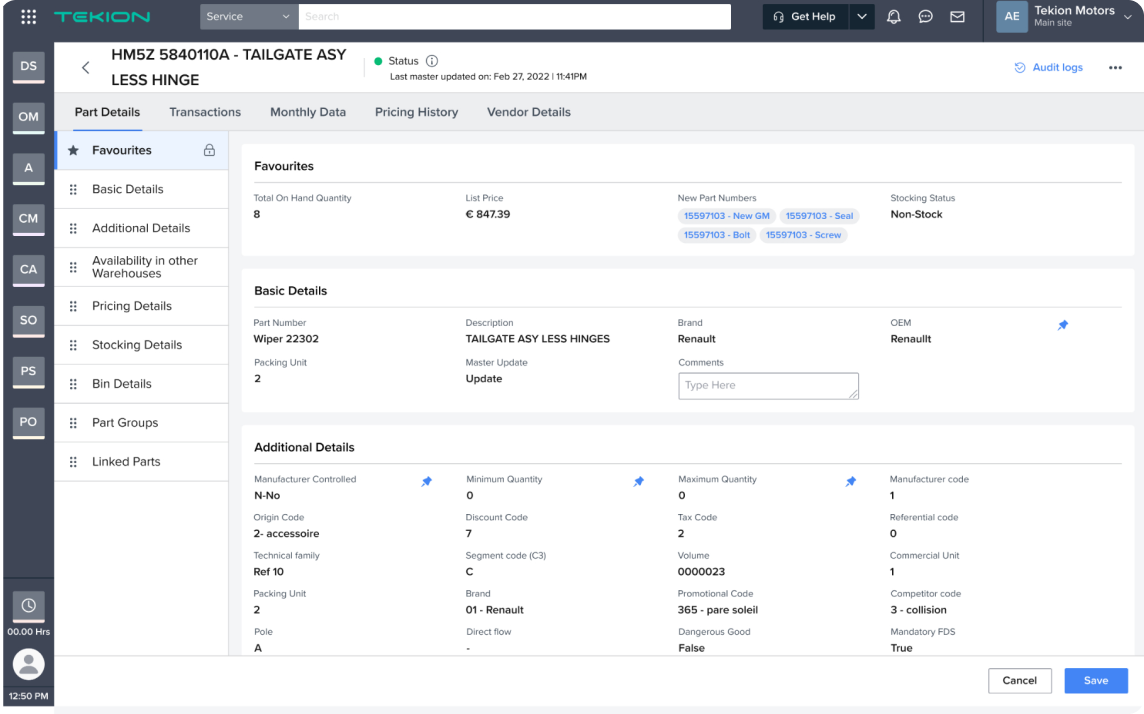 TEKION
Service
Search
Get Help
AE
Tekion Motors
Main site
DS
OM
A
CM
CA
SO
PS
PO
00.00 Hrs
12:50 PM
HM5Z 5840110A - TAILGATE ASY
LESS HINGE
Status
Last master updated on: Feb 27, 2022 | 11:41PM
Audit logs
Part Details Transactions Monthly Data Pricing History Vendor Details
Favourites
Basic Details
Additional Details
Availability in other
Warehouses
Pricing Details
Stocking Details
Bin Details
Part Groups
Linked Parts
Favourites
Total On Hand Quantity List Price New Part Numbers Stocking Status
8 € 847.39 15597103 - New GM 15597103 - Seal Non-Stock
15597103 - Bolt 15597103 - Screw
Basic Details
Part Number Description Brand OEM
Wiper 22302 TAILGATE ASY LESS HINGES Renault Renaullt
Packing Unit Master Update Comments
2 Update Type Here
Additional Details
Manufacturer Controlled Minimum Quantity Maximum Quantity Manufacturer code
N-No 0 0 1
Origin Code Discount Code Tax Code Referential code
2- accessoire 7 2 0
Technical family Segment code (C3) Volume Commercial Unit
Ref 10 C 0000023 1
Packing Unit Brand Promotional Code Competitor code
2 01 - Renault 365 - pare soleil 3 - collision
Pole Direct flow Dangerous Good Mandatory FDS
A - False True
Cancel Save